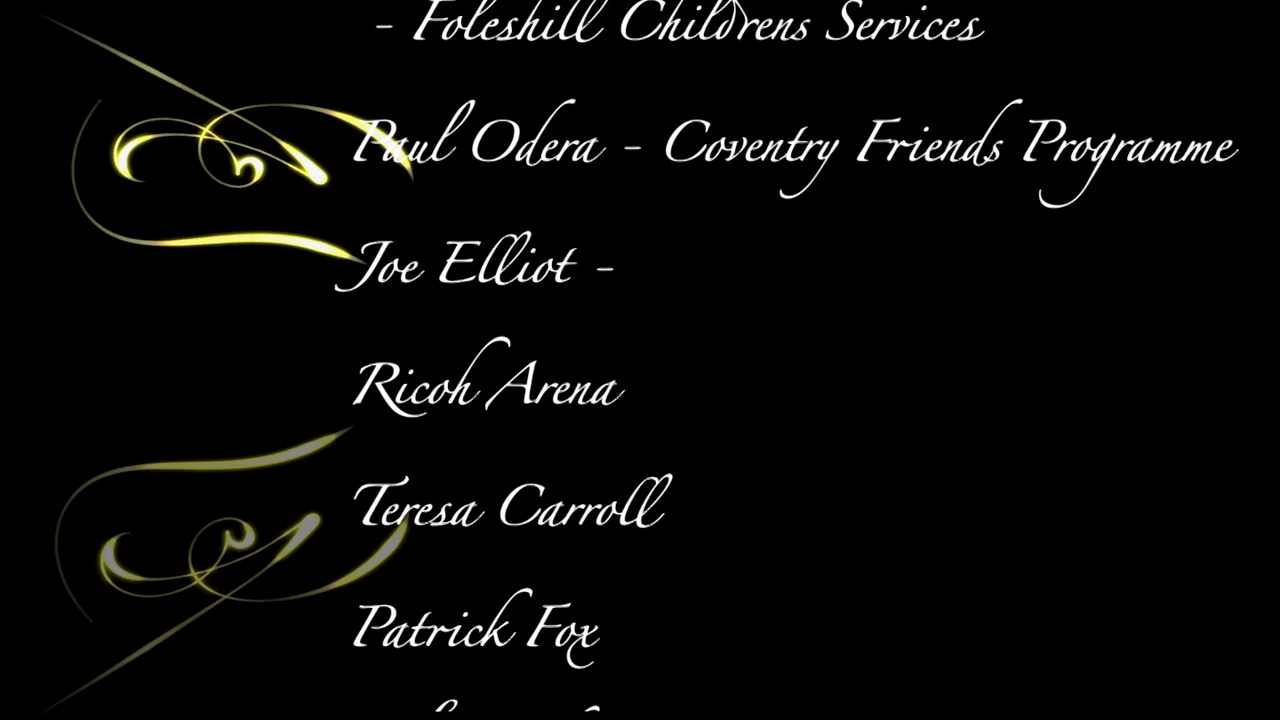 - Foleshill Childrens Services
Paul Odera - Coventry Friends Programme
Joe Elliot -
Ricoh Arena
Teresa Carroll
Patrick Fox